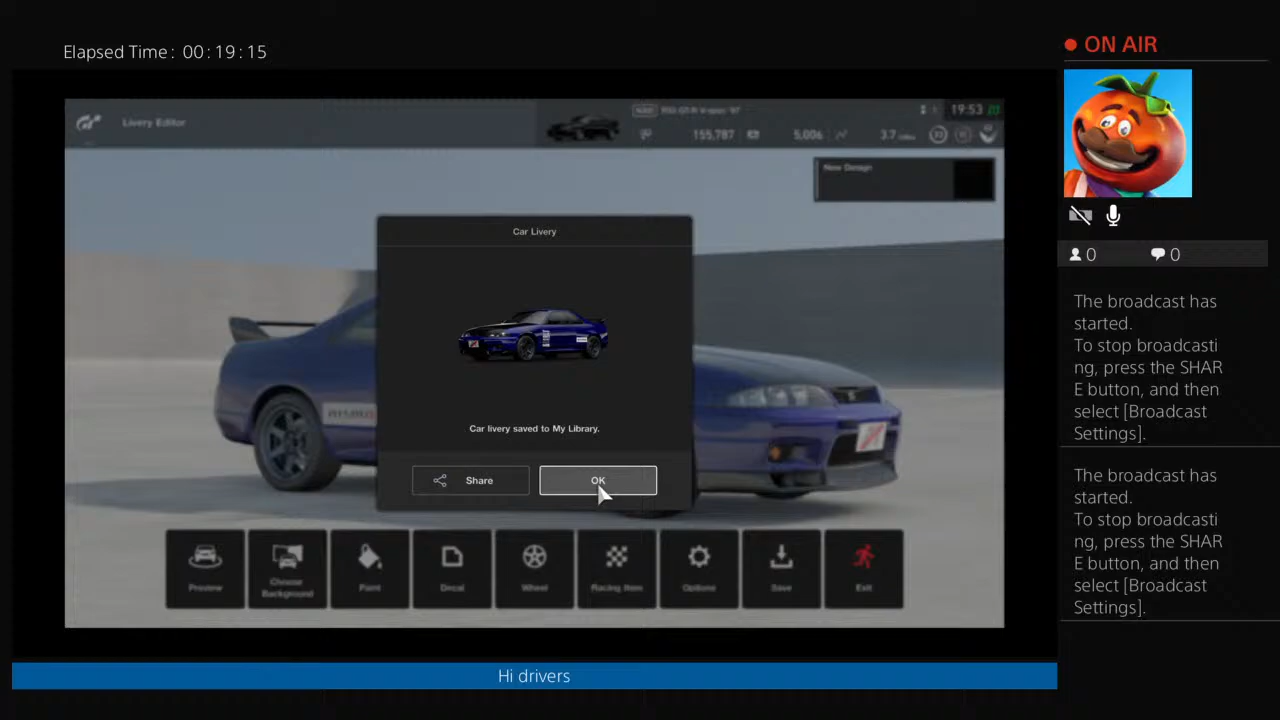 Elapsed Time: 00:19:15
ON AIR
Livery Editor
19:53
155,787
5,006
3.7
New Design
Car Livery
NISMO
Car livery saved to My Library.
Share
OK
Preview
Choose
Background
Paint
Decal
Wheel
Racing Item
Options
Save
Exit
Hi drivers
0
0
The broadcast has
started.
To stop broadcasti
ng, press the SHAR
E button, and then
select [Broadcast
Settings].
The broadcast has
started.
To stop broadcasti
ng, press the SHAR
E button, and then
select [Broadcast
Settings].